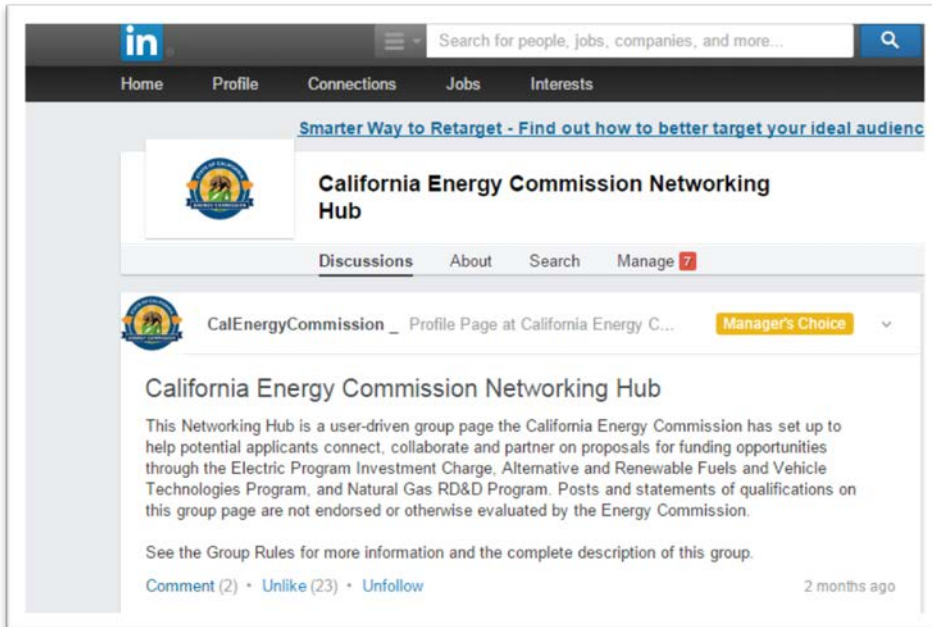 in
Search for people, jobs, companies, and more...
Home Profile Connections Jobs Interests
Smarter Way to Retarget - Find out how to better target your ideal audienc
California Energy Commission Networking
Hub
Discussions About Search Manage 7
CalEnergyCommission _ Profile Page at California Energy C... Manager's Choice
California Energy Commission Networking Hub
This Networking Hub is a user-driven group page the California Energy Commission has set up to
help potential applicants connect, collaborate and partner on proposals for funding opportunities
through the Electric Program Investment Charge, Alternative and Renewable Fuels and Vehicle
Technologies Program, and Natural Gas RD&D Program. Posts and statements of qualifications on
this group page are not endorsed or otherwise evaluated by the Energy Commission.
See the Group Rules for more information and the complete description of this group.
Comment (2) • Unlike (23) • Unfollow 2 months ago